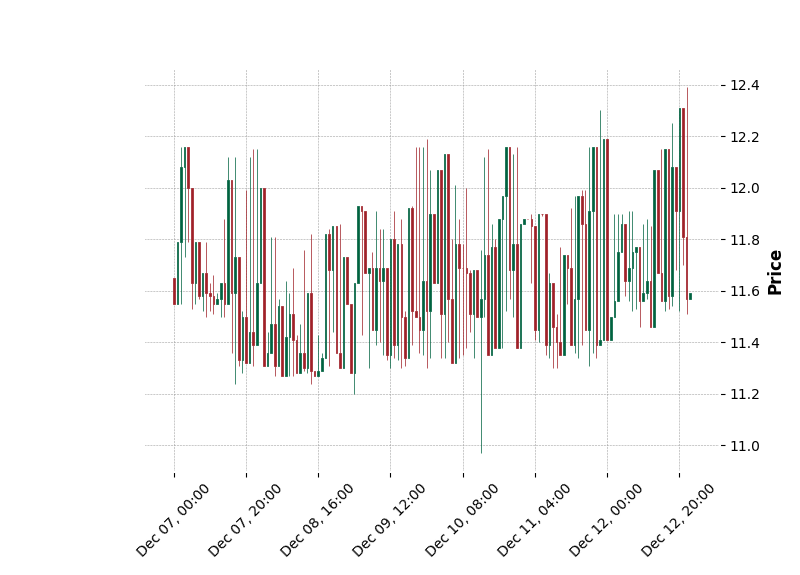 12.4
12.2
12.0
11.8
11.6
11.4
11.2
11.0
Price
Dec 07, 00:00
Dec 07, 20:00
Dec 08, 16:00
Dec 09, 12:00
Dec 10, 08:00
Dec 11, 04:00
Dec 12, 00:00
Dec 12, 20:00